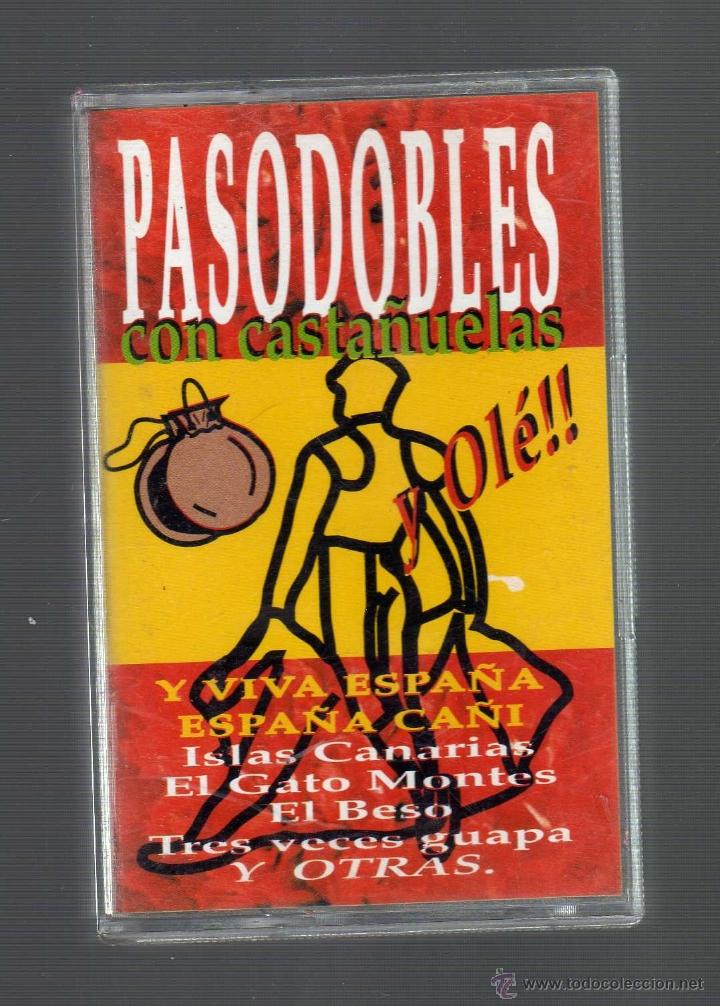 PASODOBLES
con castañuelas
y Olé!!
Y VIVA ESPAÑA
ESPAÑA CAÑI
Islas Canarias
El Gato Montes
El Beso
Tres veces guapa
Y OTRAS.
www.todocoleccion.net